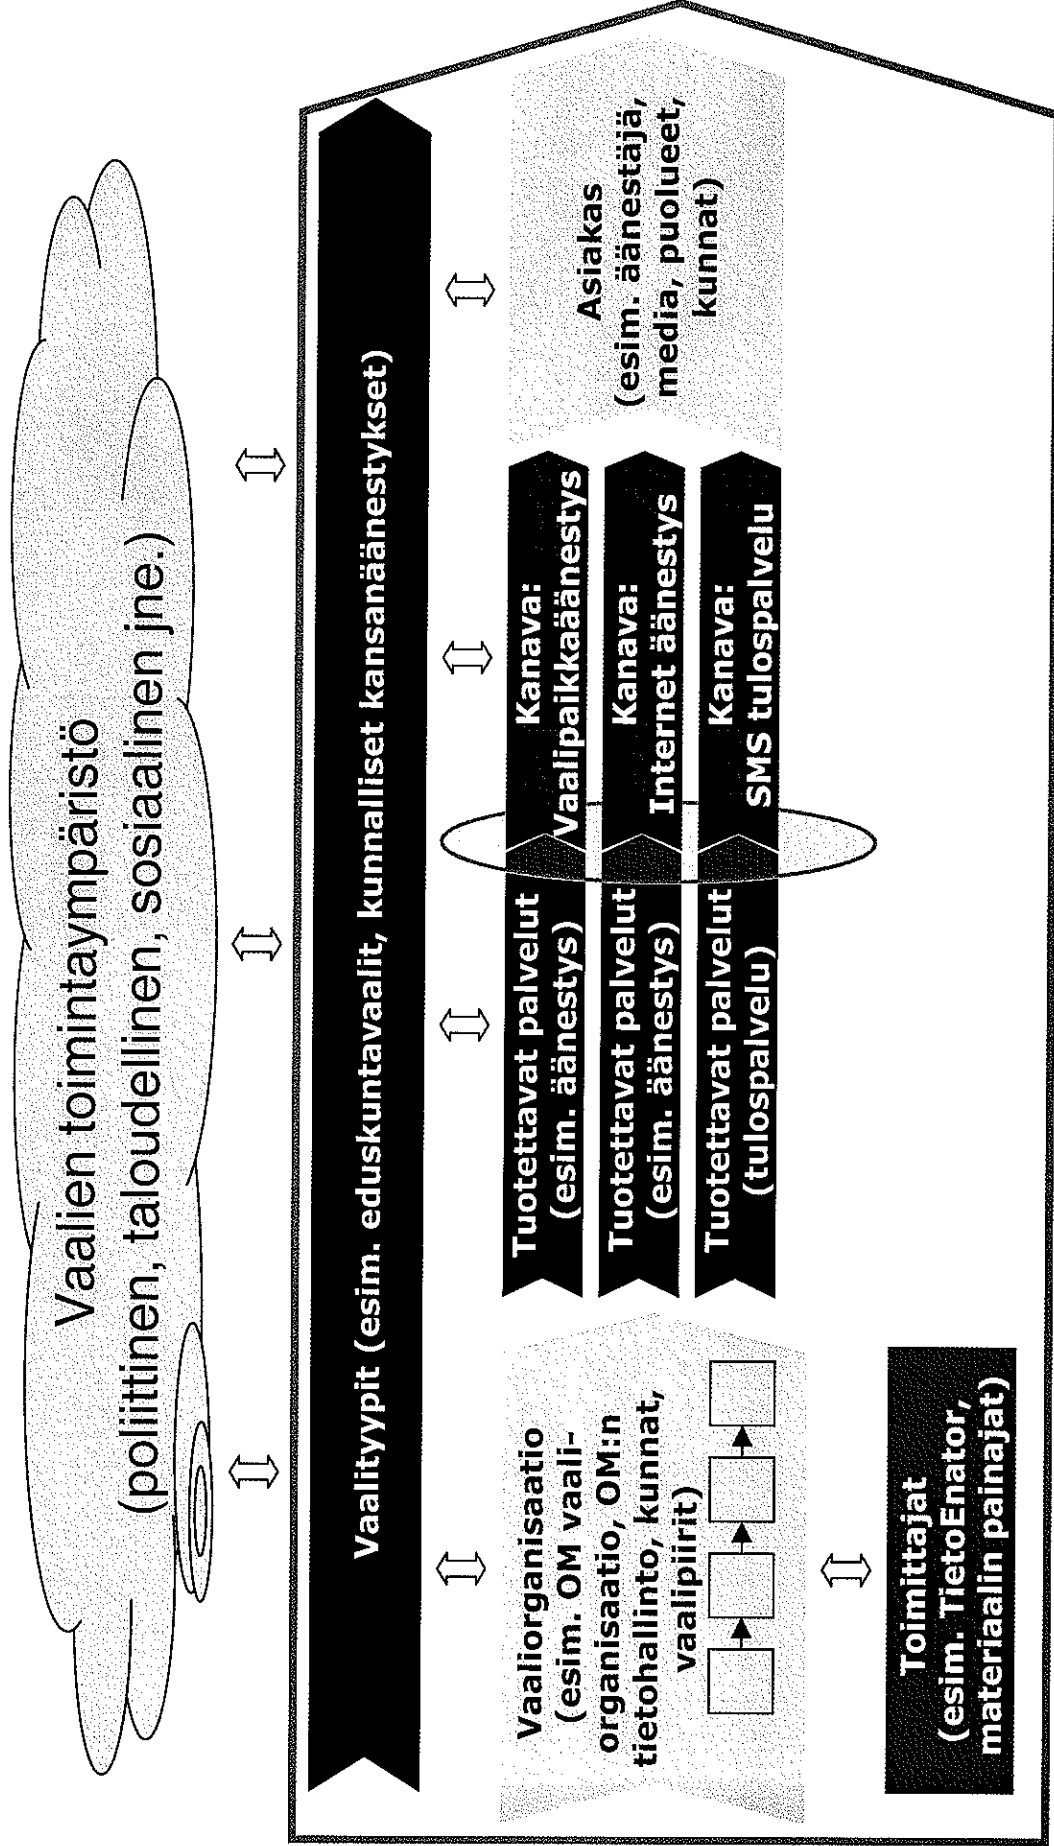 Vaalien toimintaympäristö
(poliittinen, taloudellinen, sosiaalinen jne.)
Vaalityypit (esim. eduskuntavaalit, kunnalliset kansanäänestykset)
Vaaliorganisaatio
(esim. OM vaali-
organisaatio, OM:n
tietohallinto, kunnat,
vaalipiirit)
Tuotettavat palvelut
(esim. äänestys)
Kanava:
Vaalipaikkaäänestys
Tuotettavat palvelut
(esim. äänestys)
Kanava:
Internet äänestys
Tuotettavat palvelut
(tulospalvelu)
Kanava:
SMS tulospalvelu
Asiakas
(esim. äänestäjä,
media, puolueet,
kunnat)
Toimittajat
(esim. TietoEnator,
materiaalin painajat)